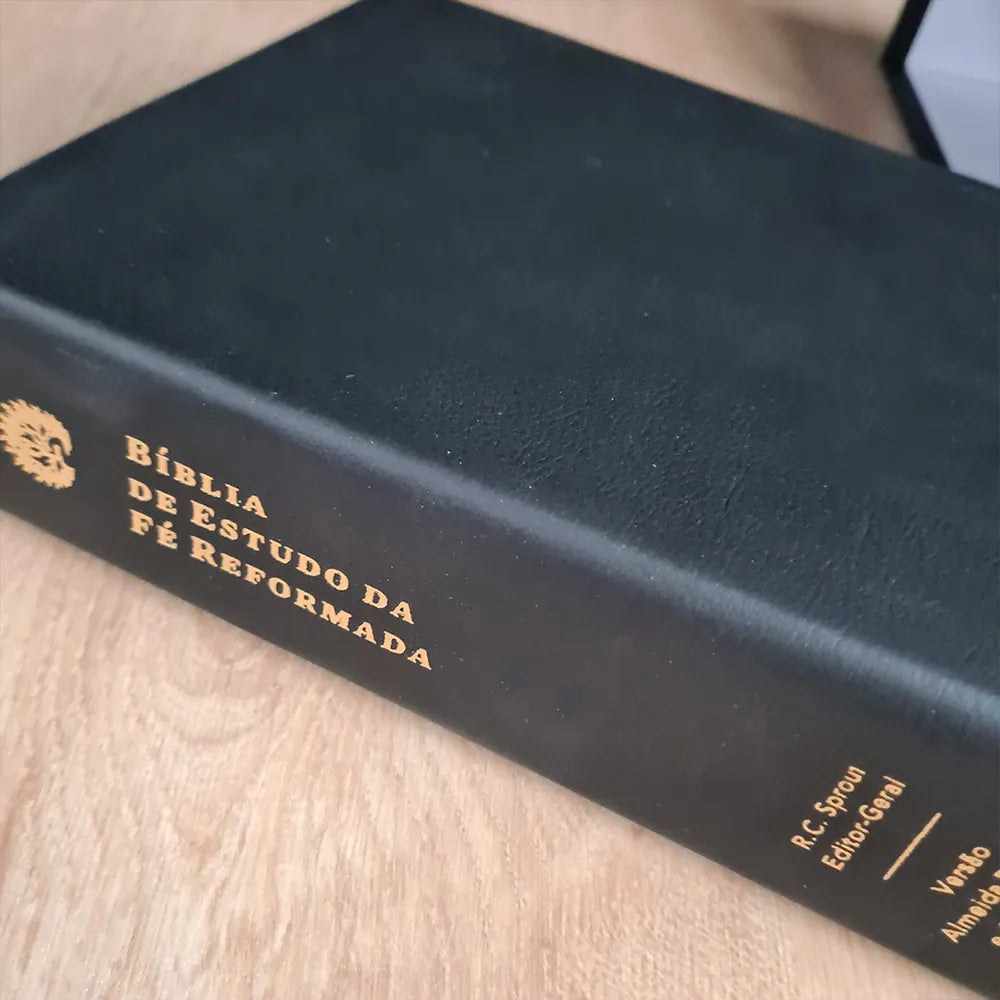 BÍBLIA
DE ESTUDO DA
FÉ REFORMADA
R.C. Sproul
Editor-Geral
Versão